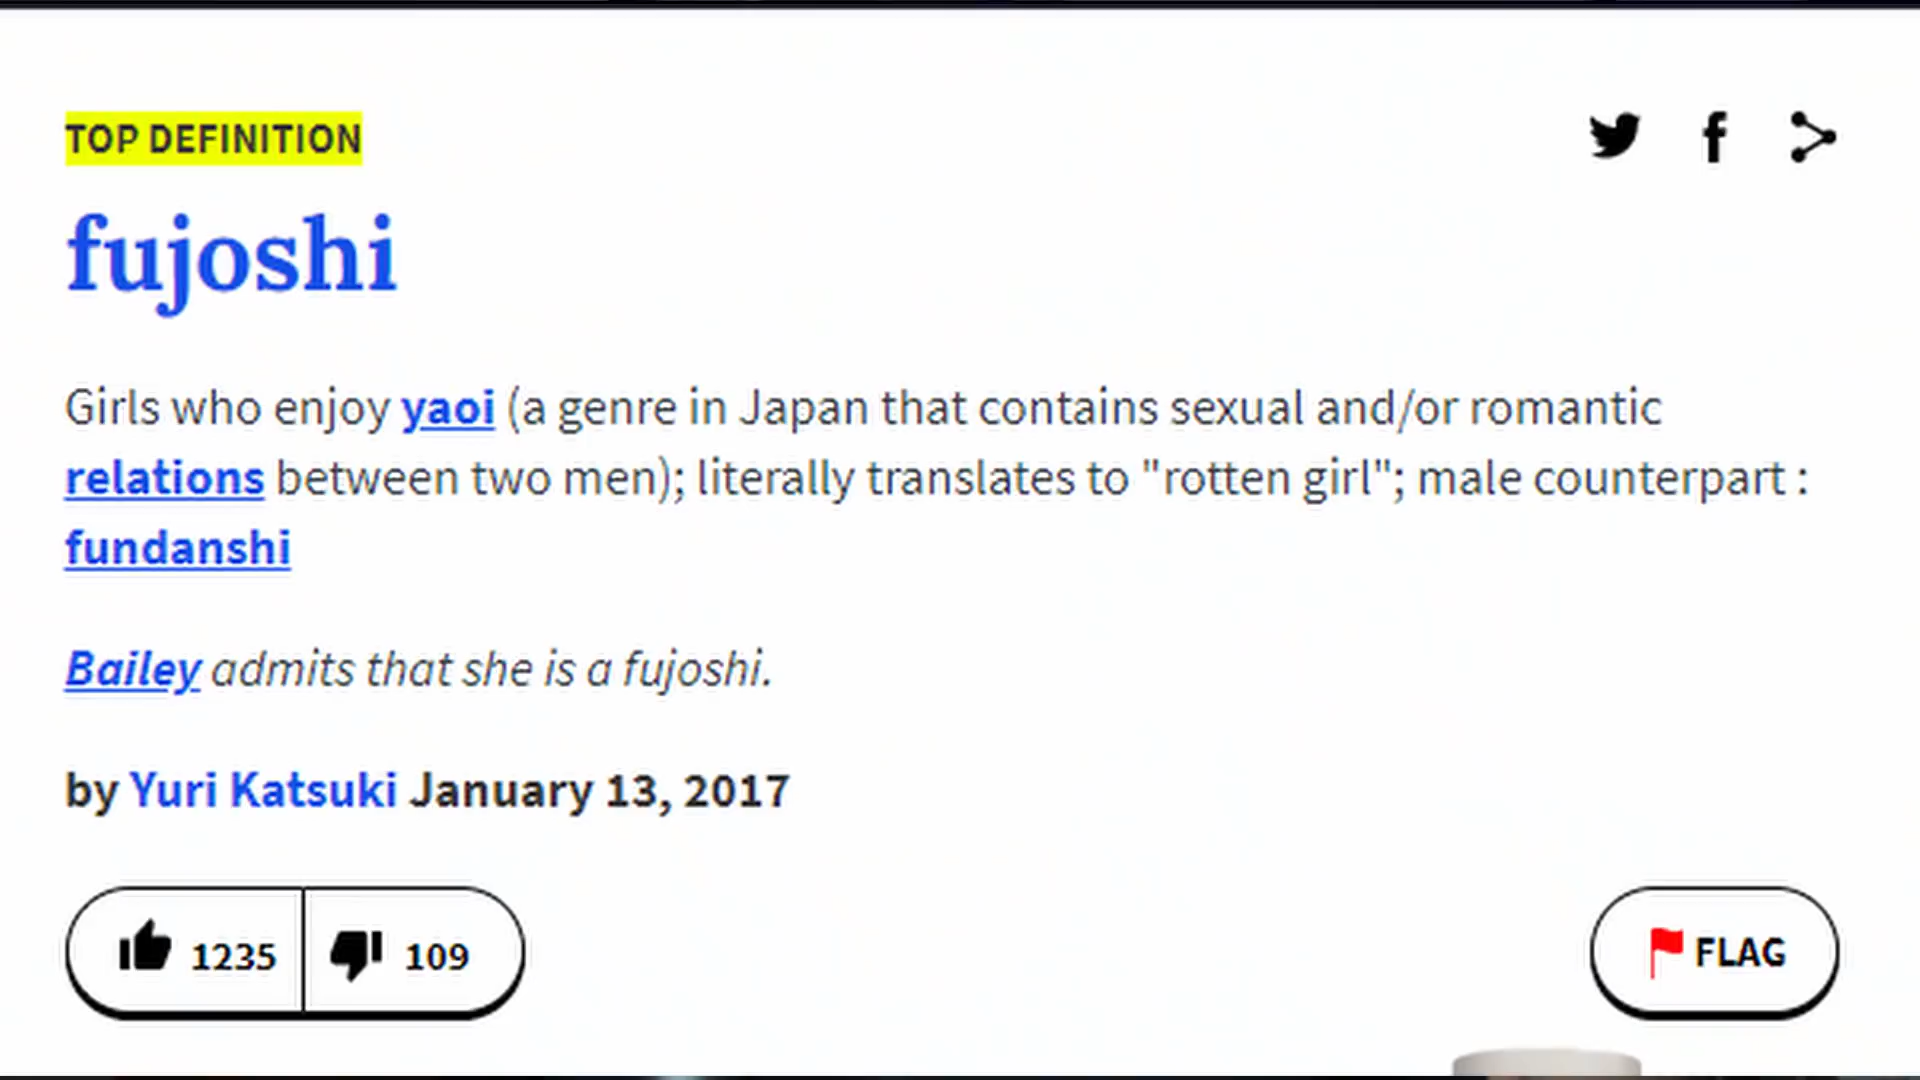 TOP DEFINITION
fujoshi
Girls who enjoy yaoi (a genre in Japan that contains sexual and/or romantic
relations between two men); literally translates to "rotten girl"; male counterpart :
fundanshi
Bailey admits that she is a fujoshi.
by Yuri Katsuki January 13, 2017
1235 109 FLAG